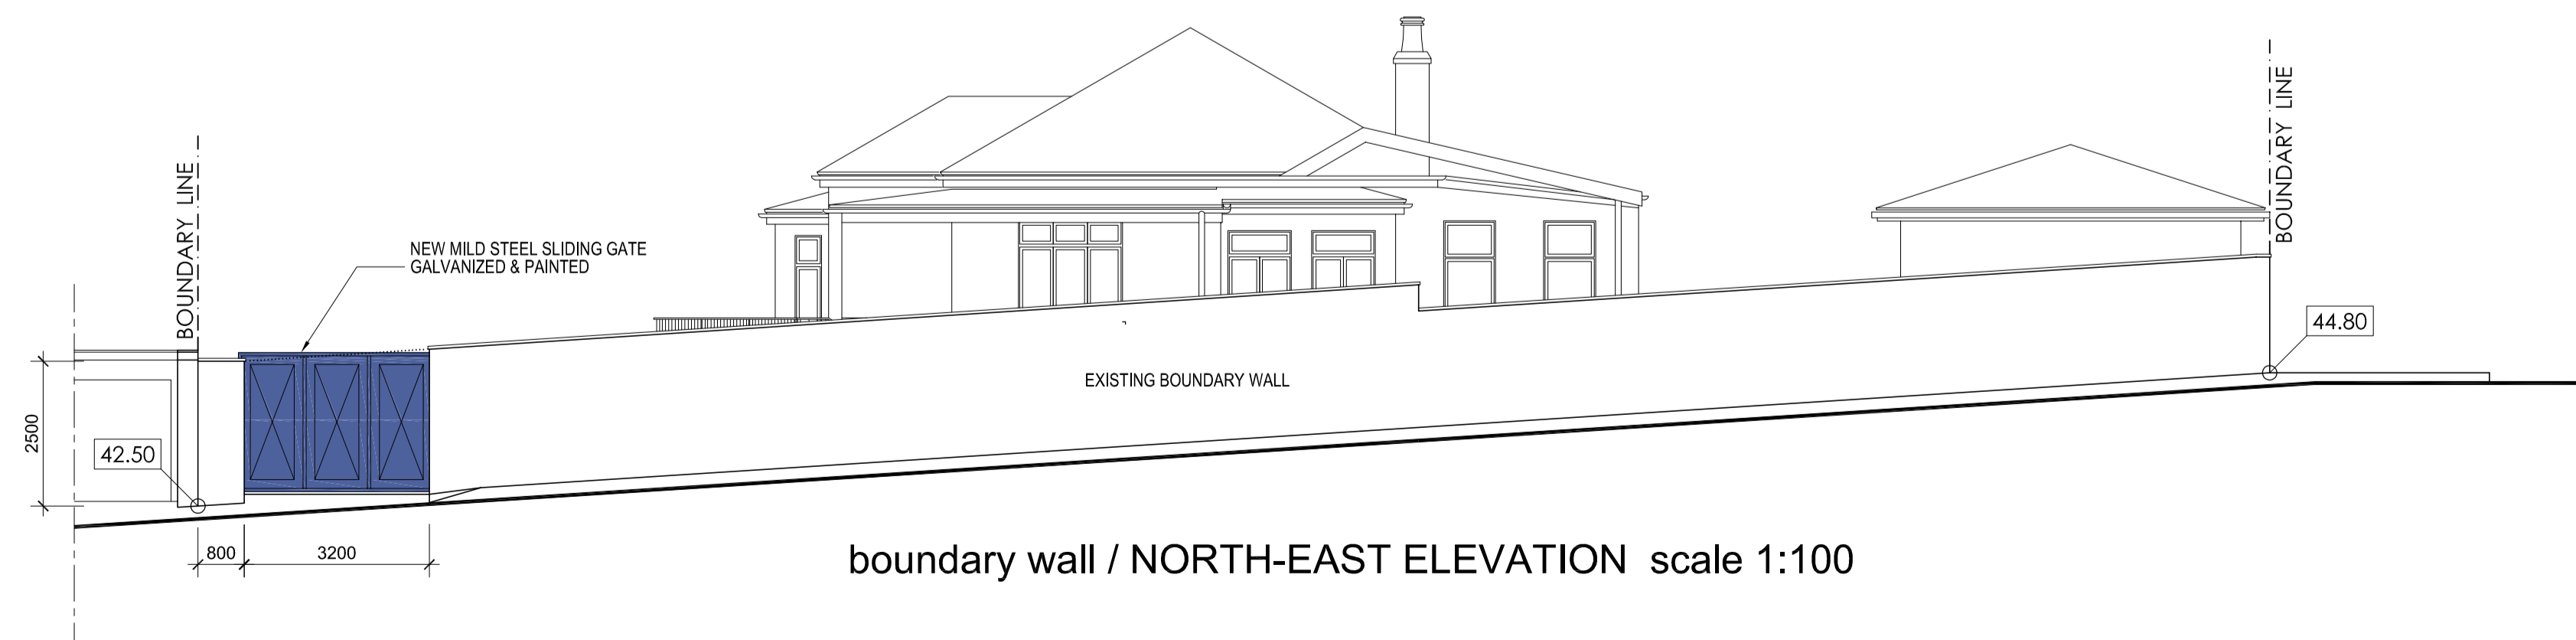 BOUNDARY LINE
BOUNDARY LINE
NEW MILD STEEL SLIDING GATE
GALVANIZED & PAINTED
44.80
EXISTING BOUNDARY WALL
2500
42.50
800
3200
boundary wall / NORTH-EAST ELEVATION scale 1:100